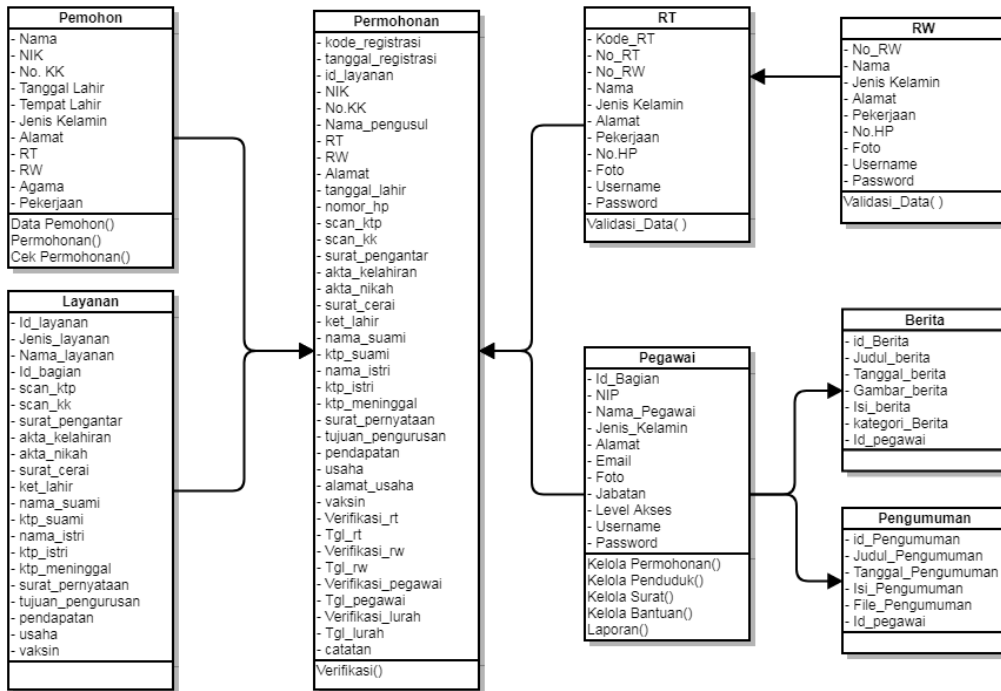 Pemohon
- Nama
- NIK
- No. KK
- Tanggal Lahir
- Tempat Lahir
- Jenis Kelamin
- Alamat
- RT
- RW
- Agama
- Pekerjaan
Data Pemohon()
Permohonan()
Cek Permohonan()
Layanan
- Id_layanan
- Jenis_layanan
- Nama_layanan
- Id_bagian
- scan_ktp
- scan_kk
- surat_pengantar
- akta_kelahiran
- akta_nikah
- surat_cerai
- ket_lahir
- nama_suami
- ktp_suami
- nama_istri
- ktp_istri
- ktp_meninggal
- surat_pernyataan
- tujuan_pengurusan
- pendapatan
- usaha
- vaksin
Permohonan
- kode_registrasi
- tanggal_registrasi
- id_layanan
- NIK
- No.KK
- Nama_pengusul
- RT
- RW
- Alamat
- tanggal_lahir
- nomor_hp
- scan_ktp
- scan_kk
- surat_pengantar
- akta_kelahiran
- akta_nikah
- surat_cerai
- ket_lahir
- nama_suami
- ktp_suami
- nama_istri
- ktp_istri
- ktp_meninggal
- surat_pernyataan
- tujuan_pengurusan
- pendapatan
- usaha
- alamat_usaha
- vaksin
- Verifikasi_rt
- Tgl_rt
- Verifikasi_rw
- Tgl_rw
- Verifikasi_pegawai
- Tgl_pegawai
- Verifikasi_lurah
- Tgl_lurah
- catatan
Verifikasi()
RT
- Kode_RT
- No_RT
- No_RW
- Nama
- Jenis Kelamin
- Alamat
- Pekerjaan
- No.HP
- Foto
- Username
- Password
Validasi_Data( )
RW
- No_RW
- Nama
- Jenis Kelamin
- Alamat
- Pekerjaan
- No.HP
- Foto
- Username
- Password
Validasi_Data( )
Pegawai
- Id_Bagian
- NIP
- Nama_Pegawai
- Jenis_Kelamin
- Alamat
- Email
- Foto
- Jabatan
- Level Akses
- Username
- Password
Kelola Permohonan()
Kelola Penduduk()
Kelola Surat()
Kelola Bantuan()
Laporan()
Berita
- id_Berita
- Judul_berita
- Tanggal_berita
- Gambar_berita
- Isi_berita
- kategori_Berita
- Id_pegawai
Pengumuman
- id_Pengumuman
- Judul_Pengumuman
- Tanggal_Pengumuman
- Isi_Pengumuman
- File_Pengumuman
- Id_pegawai